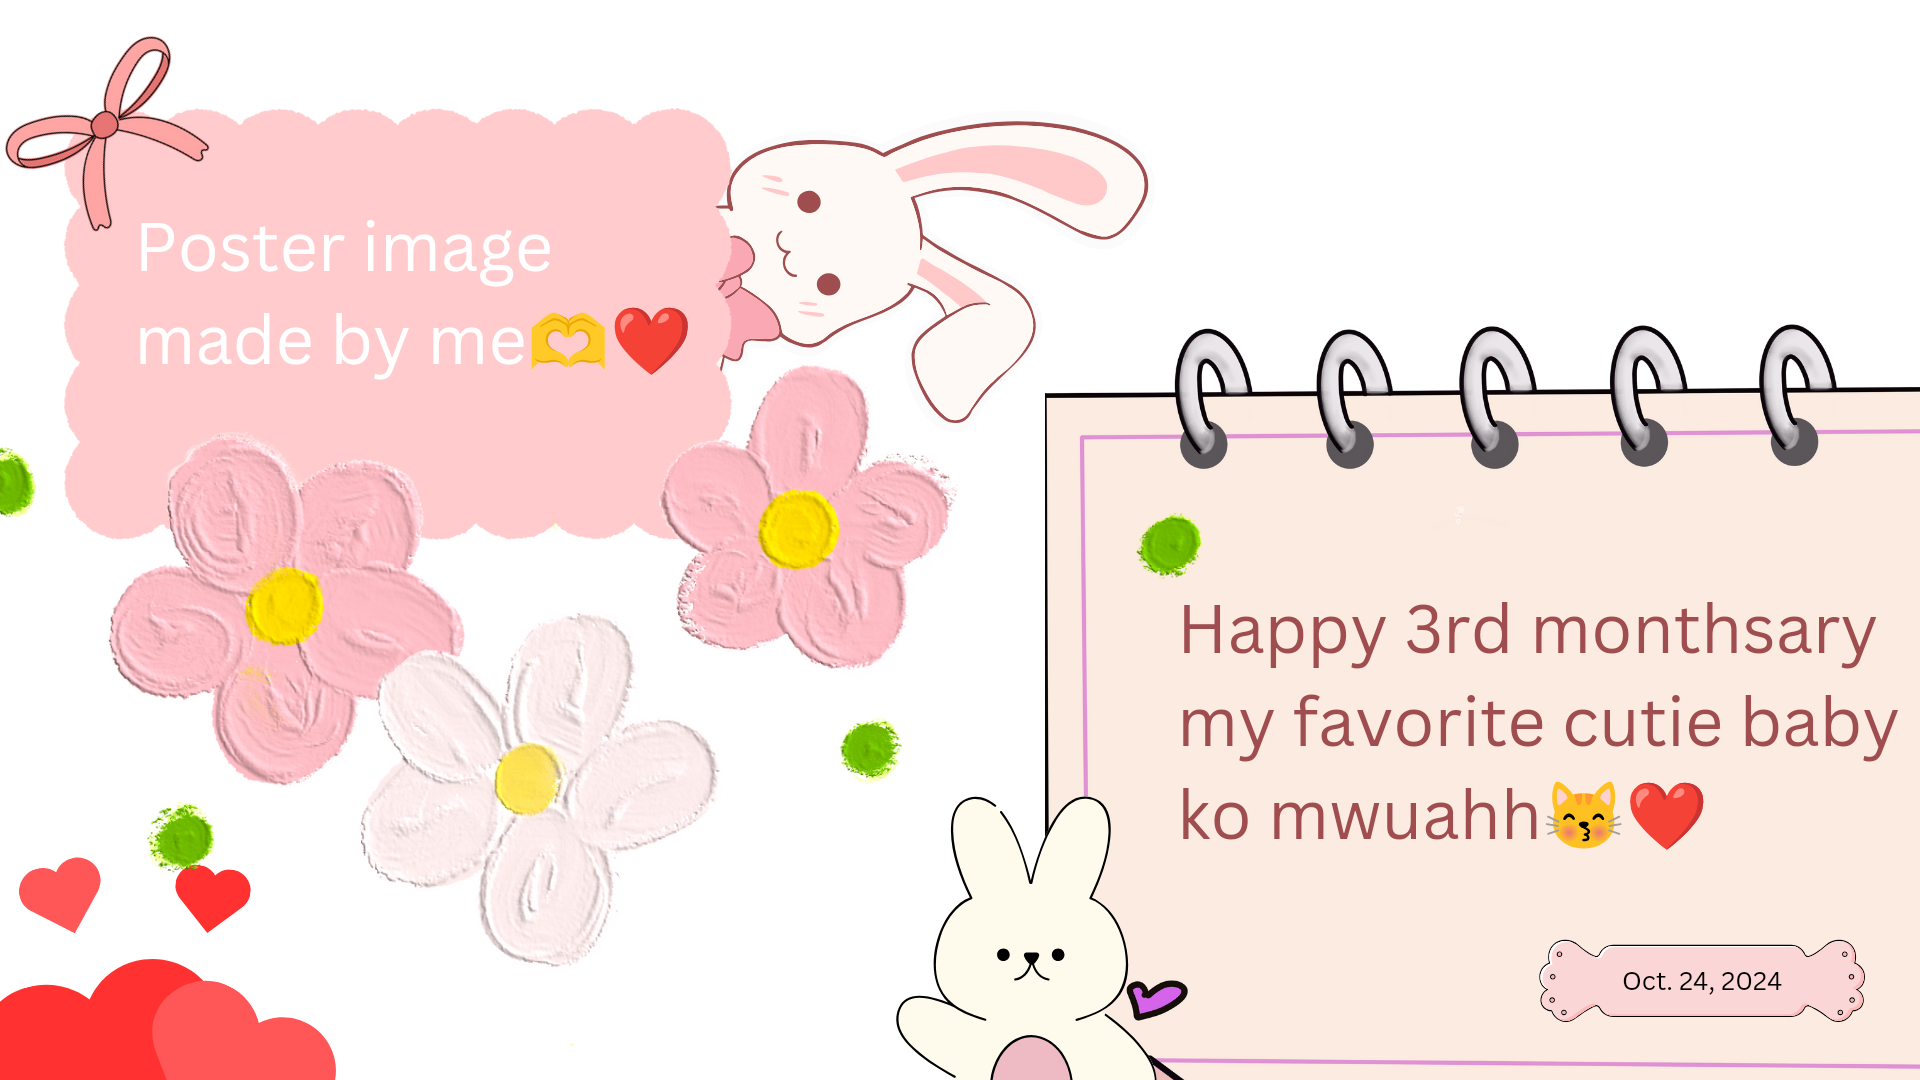 Poster image
made by me🫶❤️
Happy 3rd monthsary
my favorite cutie baby
ko mwuahh😽❤️
Oct. 24, 2024